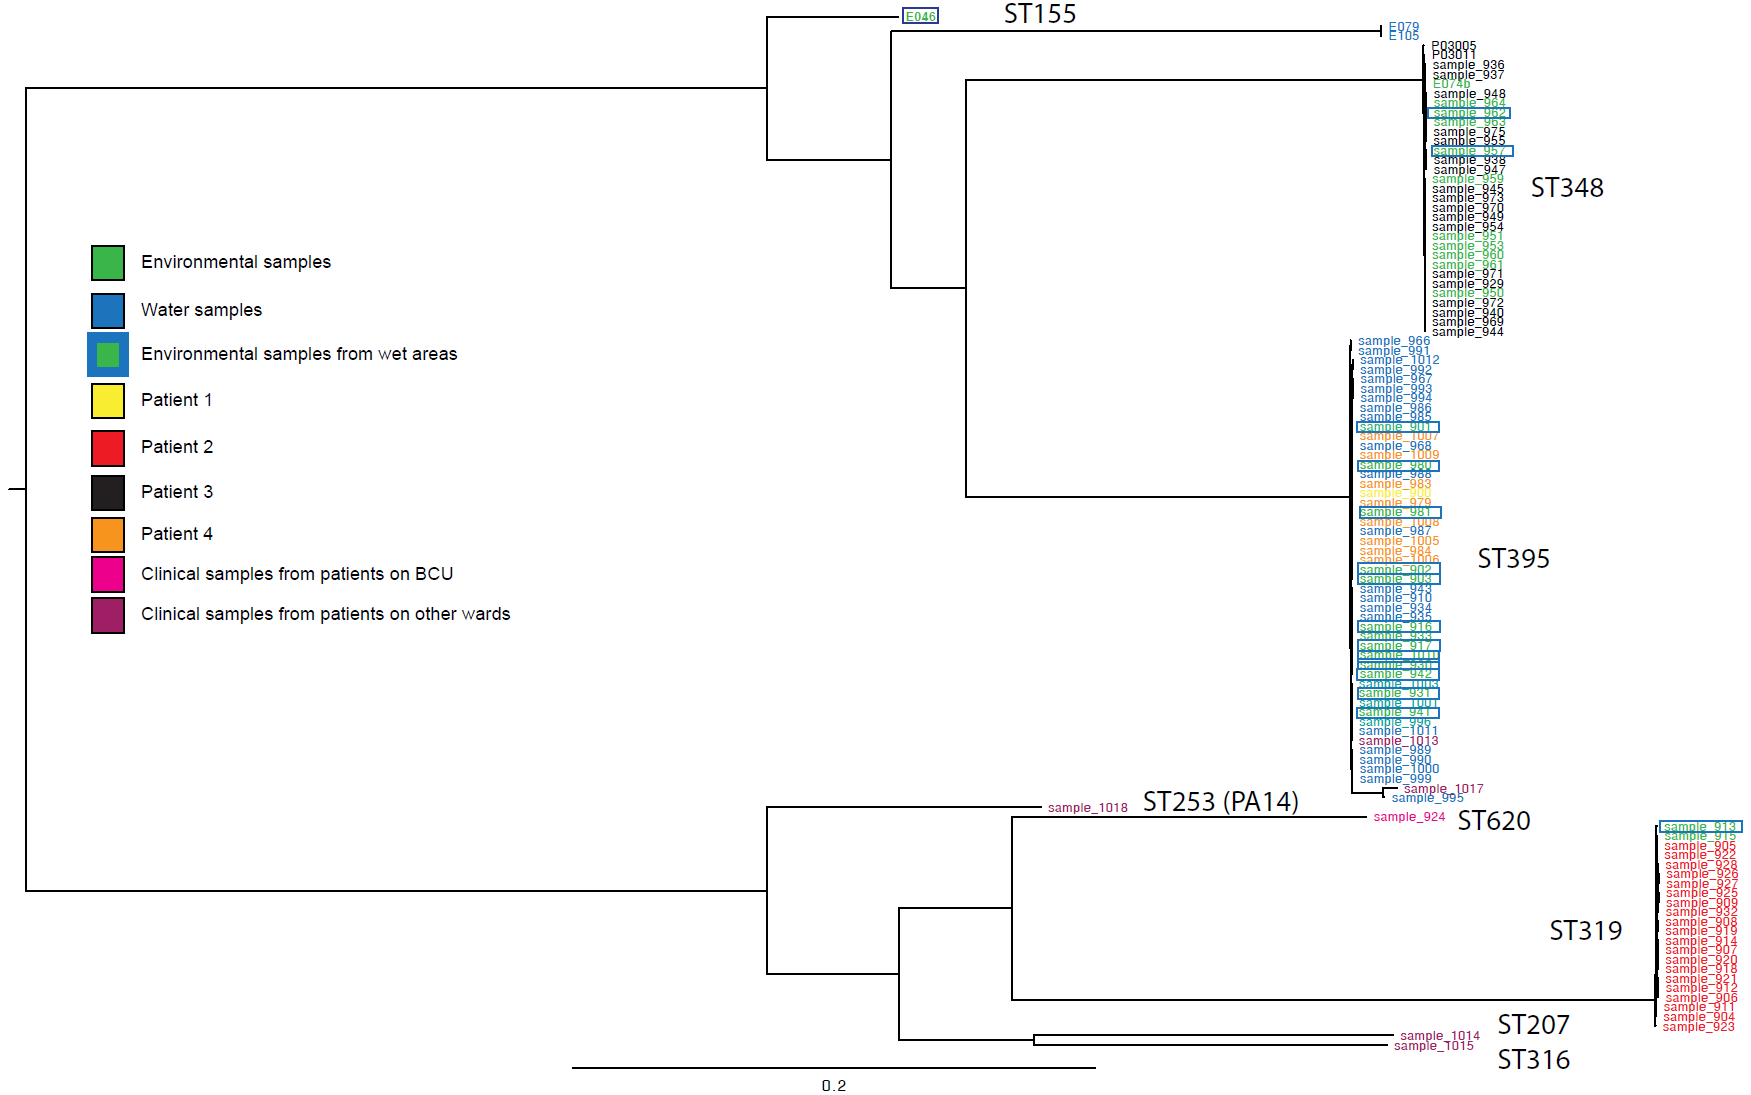 E046
ST155
E079
E105
P03005
P03011
sample_936
sample_937
E074b
sample_948
sample_964
sample_962
sample_963
sample_975
sample_955
sample_957
sample_938
sample_947
sample_959
sample_945
sample_973
sample_970
sample_949
sample_954
sample_951
sample_953
sample_960
sample_961
sample_971
sample_929
sample_950
sample_972
sample_940
sample_969
sample_944
ST348
Environmental samples
Water samples
Environmental samples from wet areas
Patient 1
Patient 2
Patient 3
Patient 4
Clinical samples from patients on BCU
Clinical samples from patients on other wards
sample_966
sample_991
sample_1012
sample_992
sample_967
sample_993
sample_994
sample_986
sample_985
sample_901
sample_1007
sample_968
sample_1009
sample_980
sample_988
sample_983
sample_900
sample_979
sample_981
sample_1008
sample_987
sample_1005
sample_984
sample_1006
sample_902
sample_903
sample_943
sample_910
sample_934
sample_935
sample_916
sample_933
sample_917
sample_1010
sample_930
sample_942
sample_1003
sample_931
sample_1001
sample_941
sample_996
sample_1011
sample_1013
sample_989
sample_990
sample_1000
sample_999
sample_1017
sample_995
ST395
sample_1018
ST253 (PA14)
sample_924
ST620
sample_913
sample_915
sample_905
sample_922
sample_928
sample_926
sample_927
sample_925
sample_909
sample_932
sample_908
sample_919
sample_914
sample_907
sample_920
sample_918
sample_921
sample_912
sample_906
sample_911
sample_904
sample_923
ST319
sample_1014
ST207
sample_1015
ST316
0.2